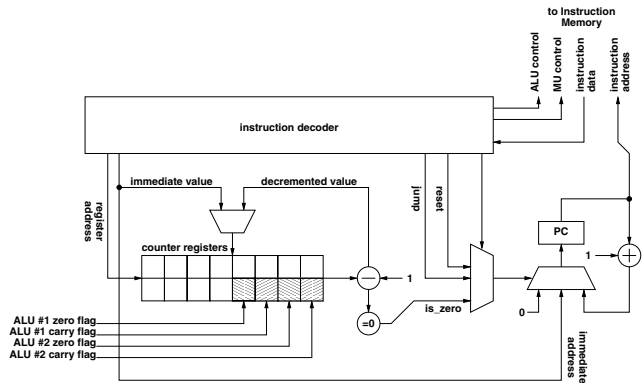 to Instruction
Memory
ALU control
MU control
instruction
data
instruction
address
instruction decoder
immediate value
decremented value
register
address
jump
reset
counter registers
PC
1
+
−
1
=0
is_zero
0
ALU #1 zero flag
ALU #1 carry flag
ALU #2 zero flag
ALU #2 carry flag
immediate
address